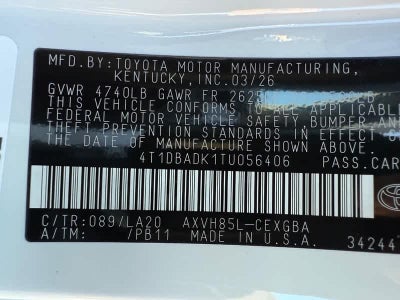 MFD.BY:TOYOTA MOTOR MANUFACTURING,
KENTUCKY,INC.03/26
GVWR 4740LB GAWR FR 262
THIS VEHICLE CONFORMS TO ALL
FEDERAL MOTOR VEHICLE SAFETY, BUMPER, AND
THEFT PREVENTION STANDARDS IN EFFECT
THE DATE OF MANUFACTURE SHOWN ABOVE.
4T1DBADK1TU056406 PASS.CAR
C/TR:089/LA20 AXVH85L-CEXGBA
A/TM: /PB11 MADE IN U.S.A. 34244